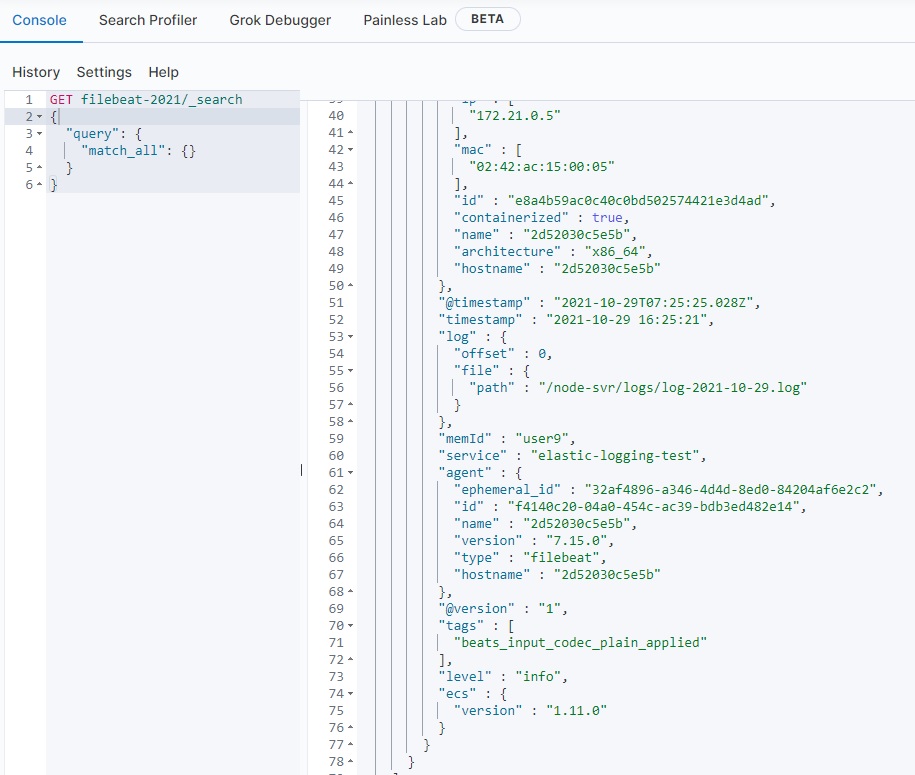 Console Search Profiler Grok Debugger Painless Lab BETA
History Settings Help
1 GET filebeat-2021/_search
2 {
3 "query": {
4 "match_all": {}
5 }
6 }
40 "172.21.0.5"
41 ],
42 "mac" : [
43 "02:42:ac:15:00:05"
44 ],
45 "id" : "e8a4b59ac0c40c0bd502574421e3d4ad",
46 "containerized" : true,
47 "name" : "2d52030c5e5b",
48 "architecture" : "x86_64",
49 "hostname" : "2d52030c5e5b"
50 },
51 "@timestamp" : "2021-10-29T07:25:25.028Z",
52 "timestamp" : "2021-10-29 16:25:21",
53 "log" : {
54 "offset" : 0,
55 "file" : {
56 "path" : "/node-svr/logs/log-2021-10-29.log"
57 }
58 },
59 "memId" : "user9",
60 "service" : "elastic-logging-test",
61 "agent" : {
62 "ephemeral_id" : "32af4896-a346-4d4d-8ed0-84204af6e2c2",
63 "id" : "f4140c20-04a0-454c-ac39-bdb3ed482e14",
64 "name" : "2d52030c5e5b",
65 "version" : "7.15.0",
66 "type" : "filebeat",
67 "hostname" : "2d52030c5e5b"
68 },
69 "@version" : "1",
70 "tags" : [
71 "beats_input_codec_plain_applied"
72 ],
73 "level" : "info",
74 "ecs" : {
75 "version" : "1.11.0"
76 }
77 }
78 }